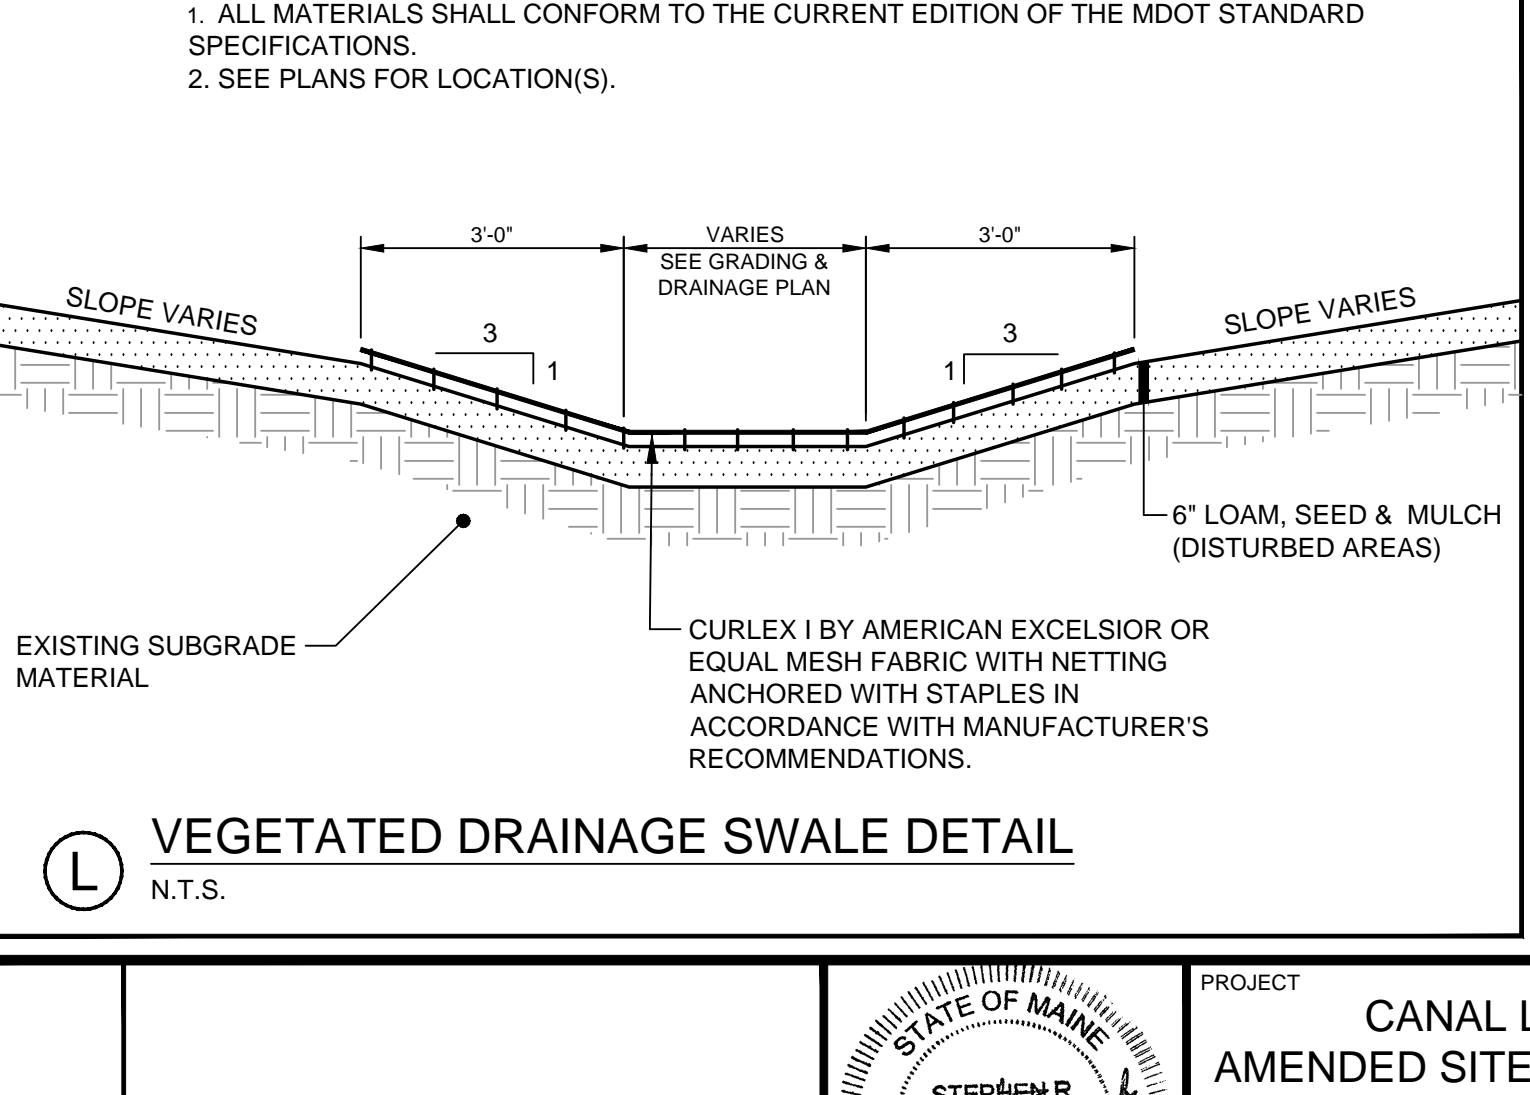 1. ALL MATERIALS SHALL CONFORM TO THE CURRENT EDITION OF THE MDOT STANDARD
SPECIFICATIONS.
2. SEE PLANS FOR LOCATION(S).
3'-0"
VARIES
SEE GRADING &
DRAINAGE PLAN
3'-0"
SLOPE VARIES
SLOPE VARIES
3
1
3
1
6" LOAM, SEED & MULCH
(DISTURBED AREAS)
EXISTING SUBGRADE
MATERIAL
CURLEX I BY AMERICAN EXCELSIOR OR
EQUAL MESH FABRIC WITH NETTING
ANCHORED WITH STAPLES IN
ACCORDANCE WITH MANUFACTURER'S
RECOMMENDATIONS.
L
VEGETATED DRAINAGE SWALE DETAIL
N.T.S.
STATE OF MAINE
STEPHEN R.
PROJECT
CANAL L
AMENDED SITE